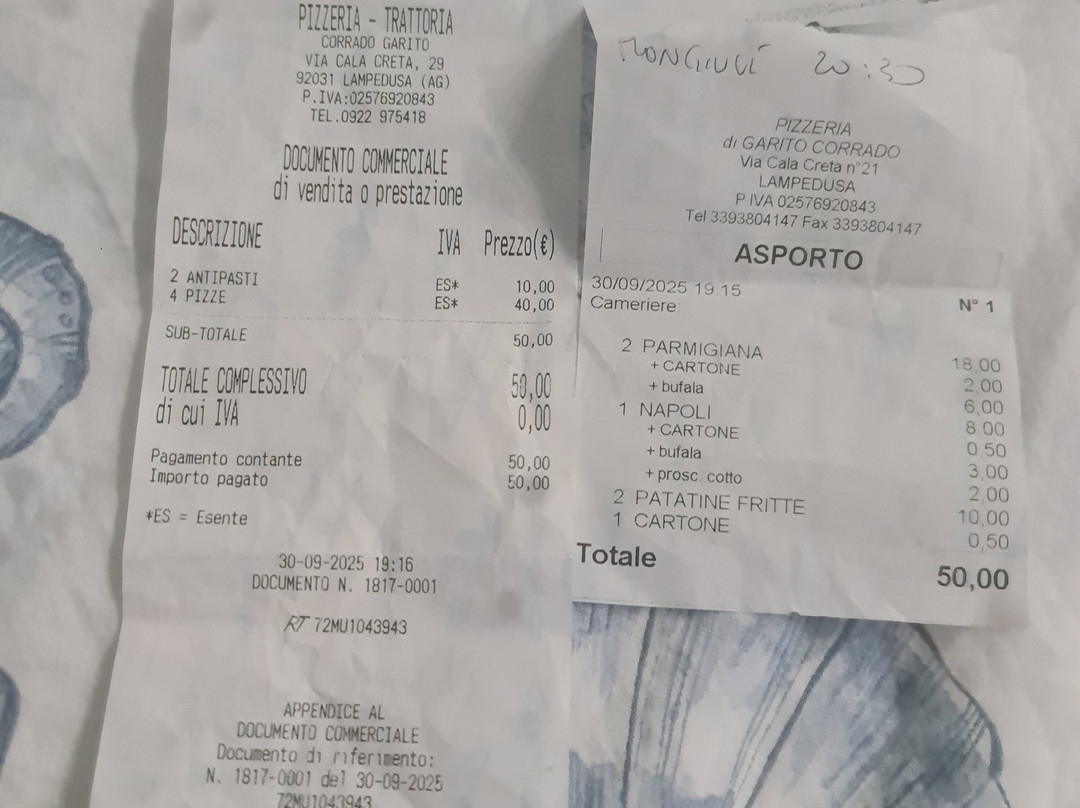 PIZZERIA - TRATTORIA
CORRADO GARITO
VIA CALA CRETA, 29
92031 LAMPEDUSA (AG)
P.IVA:02576920843
TEL.0922 975418
DOCUMENTO COMMERCIALE
di vendita o prestazione
DESCRIZIONE IVA Prezzo(€)
2 ANTIPASTI ES* 10,00
4 PIZZE ES* 40,00
SUB-TOTALE 50,00
TOTALE COMPLESSIVO 50,00
di cui IVA 0,00
Pagamento contante 50,00
Importo pagato 50,00
*ES = Esente
30-09-2025 19:16
DOCUMENTO N. 1817-0001
RT 72MU1043943
APPENDICE AL
DOCUMENTO COMMERCIALE
Documento di riferimento:
N. 1817-0001 del 30-09-2025
72MU1043943
20:30
PIZZERIA
di GARITO CORRADO
Via Cala Creta n°21
LAMPEDUSA
P IVA 02576920843
Tel 3393804147 Fax 3393804147
ASPORTO
30/09/2025 19:15
Cameriere: N° 1
2 PARMIGIANA 18,00
+ CARTONE 2,00
+ bufala 6,00
1 NAPOLI 8,00
+ CARTONE 0,50
+ bufala 3,00
+ prosc. cotto 2,00
2 PATATINE FRITTE 10,00
1 CARTONE 0,50
Totale 50,00